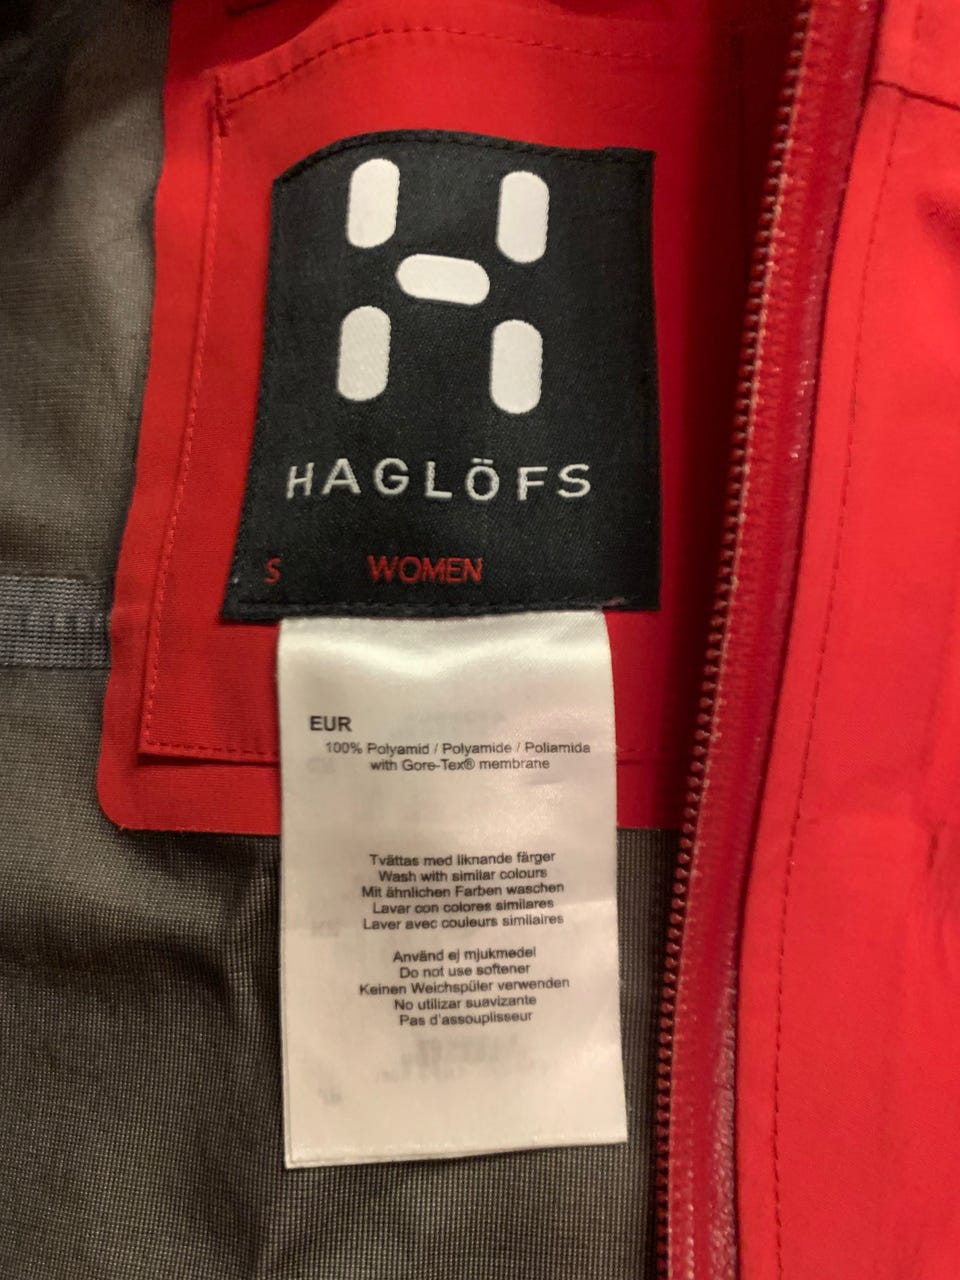 HAGLÖFS
S WOMEN
EUR
100% Polyamid / Polyamide / Poliamida
with Gore-Tex® membrane
Tvättas med liknande färger
Wash with similar colours
Mit ähnlichen Farben waschen
Lavar con colores similares
Laver avec couleurs similaires
Använd ej mjukmedel
Do not use softener
Keinen Weichspüler verwenden
No utilizar suavizante
Pas d'assouplisseur